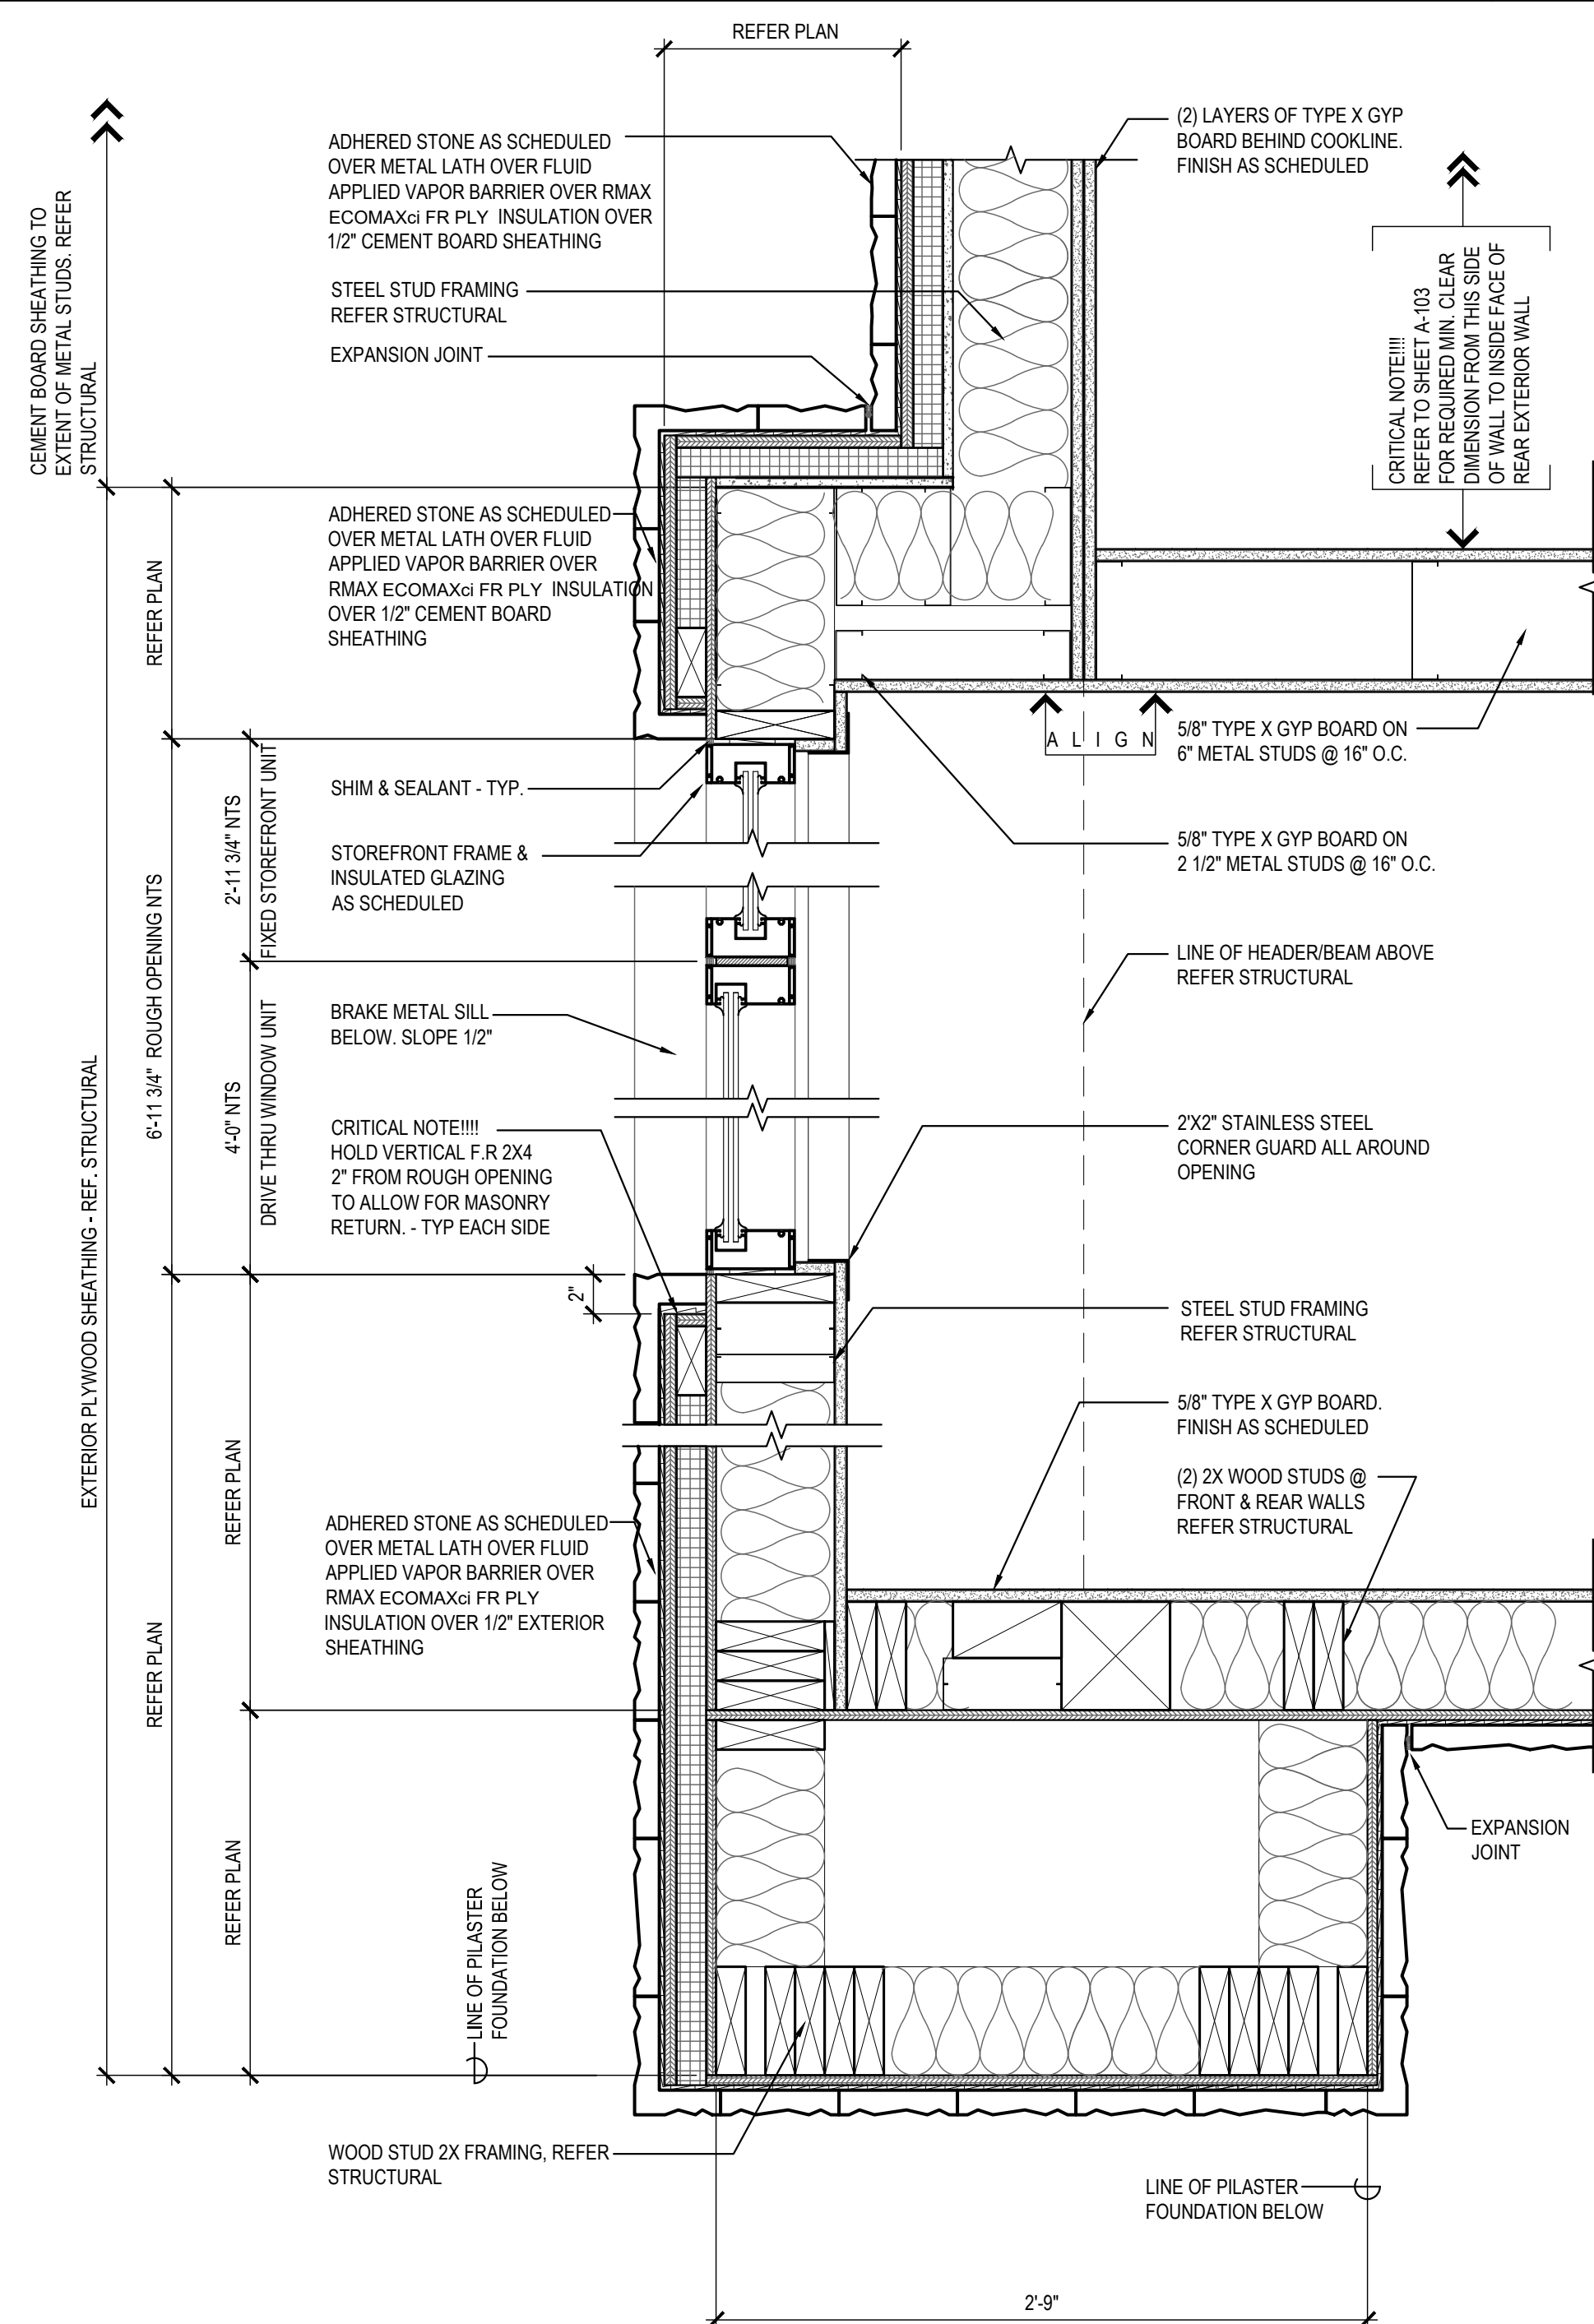 REFER PLAN
ADHERED STONE AS SCHEDULED
OVER METAL LATH OVER FLUID
APPLIED VAPOR BARRIER OVER RMAX
ECOMAXci FR PLY INSULATION OVER
1/2" CEMENT BOARD SHEATHING
(2) LAYERS OF TYPE X GYP
BOARD BEHIND COOKLINE.
FINISH AS SCHEDULED
CEMENT BOARD SHEATHING TO
EXTENT OF METAL STUDS. REFER
STRUCTURAL
STEEL STUD FRAMING
REFER STRUCTURAL
EXPANSION JOINT
CRITICAL NOTE!!!!
REFER TO SHEET A-103
FOR REQUIRED MIN. CLEAR
DIMENSION FROM THIS SIDE
OF WALL TO INSIDE FACE OF
REAR EXTERIOR WALL
ADHERED STONE AS SCHEDULED
OVER METAL LATH OVER FLUID
APPLIED VAPOR BARRIER OVER
RMAX ECOMAXci FR PLY INSULATION
OVER 1/2" CEMENT BOARD
SHEATHING
REFER PLAN
ALIGN
5/8" TYPE X GYP BOARD ON
6" METAL STUDS @ 16" O.C.
SHIM & SEALANT - TYP.
2'-11 3/4" NTS
FIXED STOREFRONT UNIT
STOREFRONT FRAME &
INSULATED GLAZING
AS SCHEDULED
5/8" TYPE X GYP BOARD ON
2 1/2" METAL STUDS @ 16" O.C.
6'-11 3/4" ROUGH OPENING NTS
LINE OF HEADER/BEAM ABOVE
REFER STRUCTURAL
BRAKE METAL SILL
BELOW. SLOPE 1/2"
4'-0" NTS
DRIVE THRU WINDOW UNIT
EXTERIOR PLYWOOD SHEATHING - REF. STRUCTURAL
CRITICAL NOTE!!!!
HOLD VERTICAL F.R 2X4
2" FROM ROUGH OPENING
TO ALLOW FOR MASONRY
RETURN. - TYP EACH SIDE
2'X2" STAINLESS STEEL
CORNER GUARD ALL AROUND
OPENING
2"
STEEL STUD FRAMING
REFER STRUCTURAL
5/8" TYPE X GYP BOARD.
FINISH AS SCHEDULED
REFER PLAN
(2) 2X WOOD STUDS @
FRONT & REAR WALLS
REFER STRUCTURAL
ADHERED STONE AS SCHEDULED
OVER METAL LATH OVER FLUID
APPLIED VAPOR BARRIER OVER
RMAX ECOMAXci FR PLY
INSULATION OVER 1/2" EXTERIOR
SHEATHING
REFER PLAN
REFER PLAN
EXPANSION
JOINT
LINE OF PILASTER
FOUNDATION BELOW
WOOD STUD 2X FRAMING, REFER
STRUCTURAL
LINE OF PILASTER
FOUNDATION BELOW
2'-9"